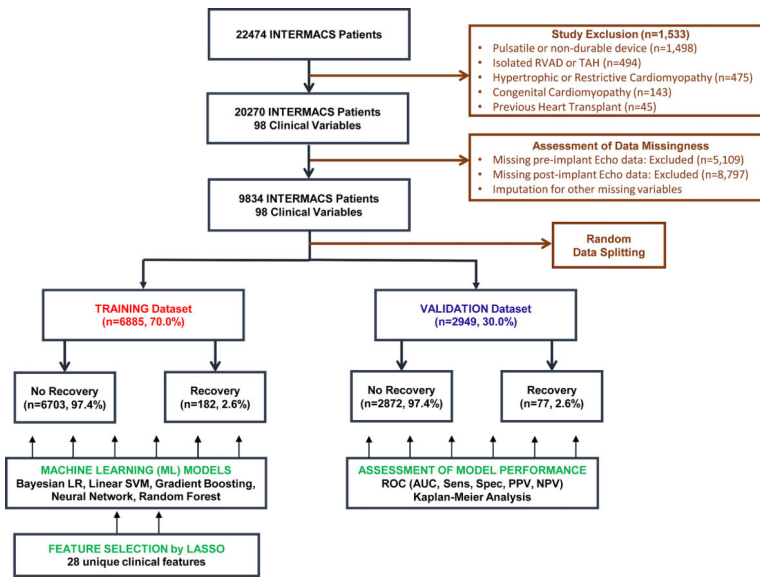 22474 INTERMACS Patients
Study Exclusion (n=1,533)
• Pulsatile or non-durable device (n=1,498)
• Isolated RVAD or TAH (n=494)
• Hypertrophic or Restrictive Cardiomyopathy (n=475)
• Congenital Cardiomyopathy (n=143)
• Previous Heart Transplant (n=45)
20270 INTERMACS Patients
98 Clinical Variables
Assessment of Data Missingness
• Missing pre-implant Echo data: Excluded (n=5,109)
• Missing post-implant Echo data: Excluded (n=8,797)
• Imputation for other missing variables
9834 INTERMACS Patients
98 Clinical Variables
Random
Data Splitting
TRAINING Dataset
(n=6885, 70.0%)
VALIDATION Dataset
(n=2949, 30.0%)
No Recovery
(n=6703, 97.4%)
Recovery
(n=182, 2.6%)
No Recovery
(n=2872, 97.4%)
Recovery
(n=77, 2.6%)
MACHINE LEARNING (ML) MODELS
Bayesian LR, Linear SVM, Gradient Boosting,
Neural Network, Random Forest
ASSESSMENT OF MODEL PERFORMANCE
ROC (AUC, Sens, Spec, PPV, NPV)
Kaplan-Meier Analysis
FEATURE SELECTION by LASSO
28 unique clinical features